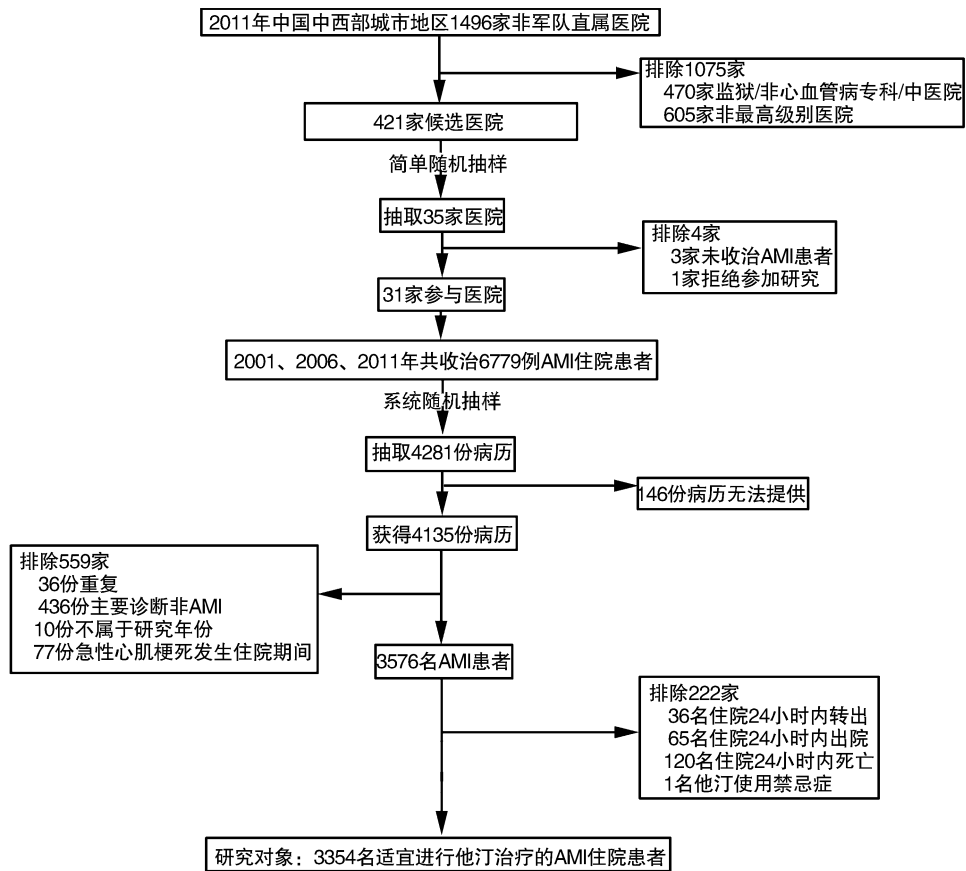 2011年中国中西部城市地区1496家非军队直属医院
排除1075家
470家监狱/非心血管病专科/中医院
605家非最高级别医院
421家候选医院
简单随机抽样
抽取35家医院
排除4家
3家未收治AMI患者
1家拒绝参加研究
31家参与医院
2001、2006、2011年共收治6779例AMI住院患者
系统随机抽样
抽取4281份病历
146份病历无法提供
获得4135份病历
排除559家
36份重复
436份主要诊断非AMI
10份不属于研究年份
77份急性心肌梗死发生住院期间
3576名AMI患者
排除222家
36名住院24小时内转出
65名住院24小时内出院
120名住院24小时内死亡
1名他汀使用禁忌症
研究对象：3354名适宜进行他汀治疗的AMI住院患者